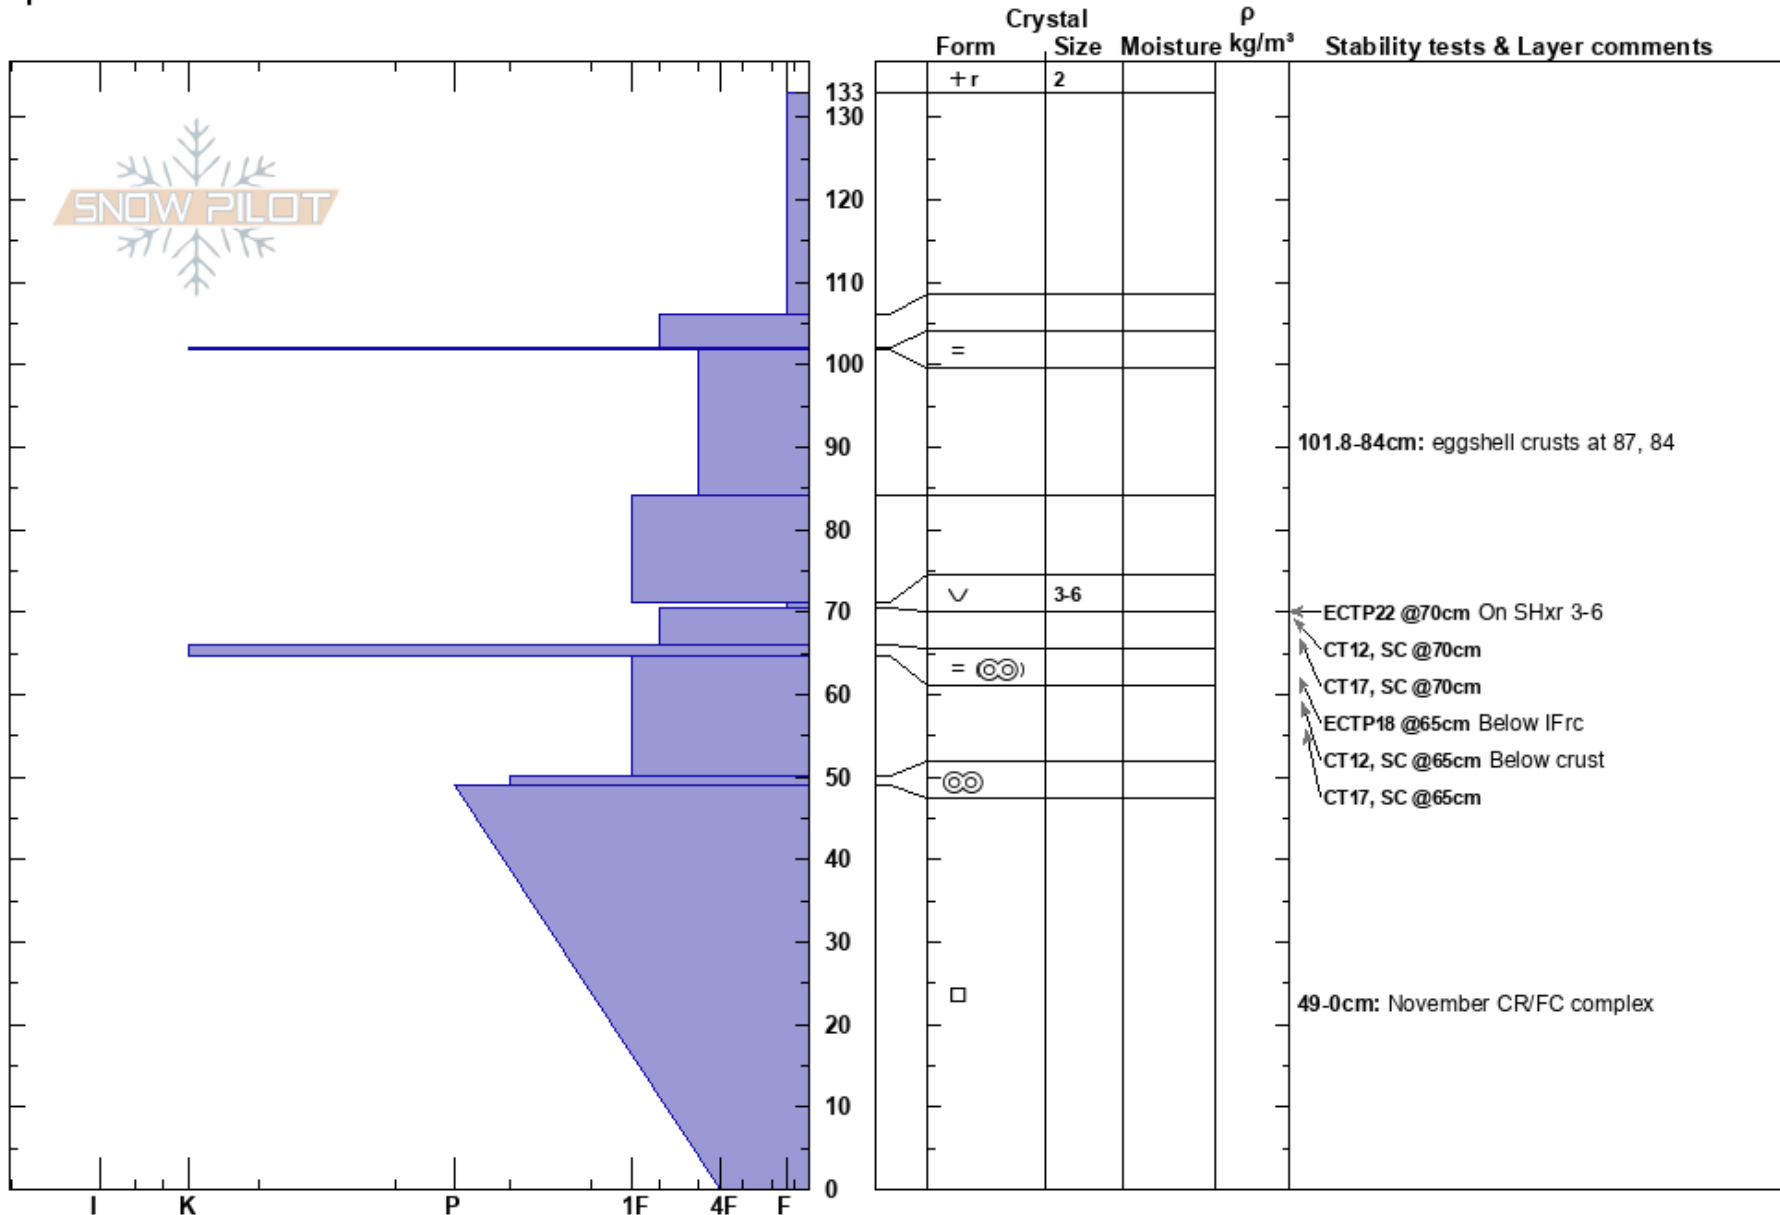 Crystal
ρ
Form Size Moisture kg/m³ Stability tests & Layer comments
+ r 2
133
130
SNOW PILOT
120
110
=
100
101.8-84cm: eggshell crusts at 87, 84
90
80
3-6
70
ECTP22 @70cm On SHxr 3-6
CT12, SC @70cm
=
CT17, SC @70cm
60
ECTP18 @65cm Below IFrc
CT12, SC @65cm Below crust
50
CT17, SC @65cm
40
30
49-0cm: November CR/FC complex
20
10
0
I K P 1F 4F F